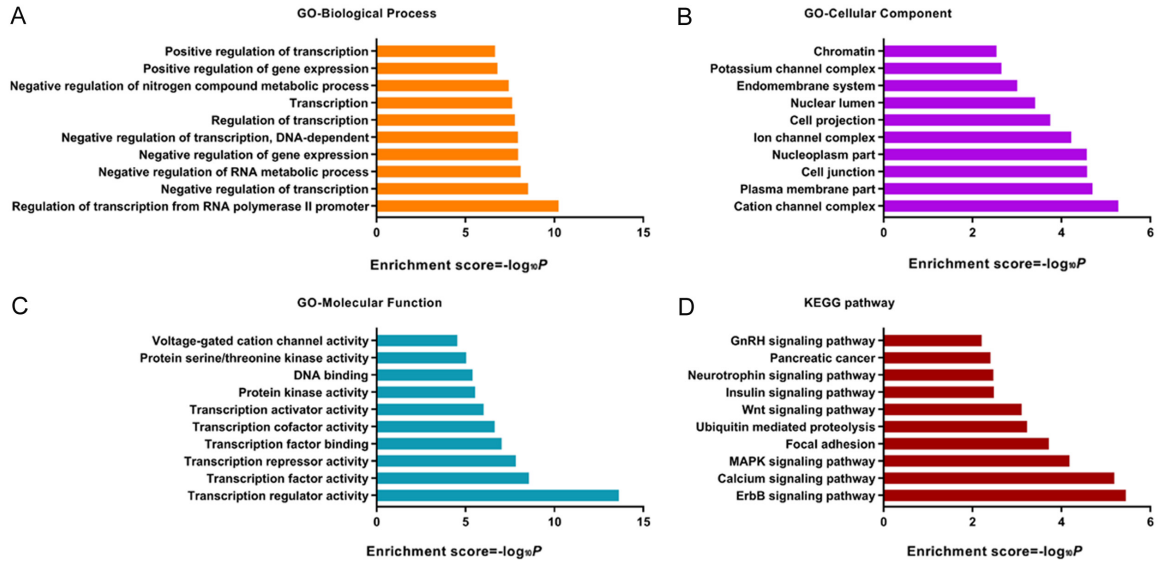 A
GO-Biological Process
Positive regulation of transcription
Positive regulation of gene expression
Negative regulation of nitrogen compound metabolic process
Transcription
Regulation of transcription
Negative regulation of transcription, DNA-dependent
Negative regulation of gene expression
Negative regulation of RNA metabolic process
Negative regulation of transcription
Regulation of transcription from RNA polymerase II promoter
0 5 10 15
Enrichment score=-log₁₀P
B
GO-Cellular Component
Chromatin
Potassium channel complex
Endomembrane system
Nuclear lumen
Cell projection
Ion channel complex
Nucleoplasm part
Cell junction
Plasma membrane part
Cation channel complex
0 2 4 6
Enrichment score=-log₁₀P
C
GO-Molecular Function
Voltage-gated cation channel activity
Protein serine/threonine kinase activity
DNA binding
Protein kinase activity
Transcription activator activity
Transcription cofactor activity
Transcription factor binding
Transcription repressor activity
Transcription factor activity
Transcription regulator activity
0 5 10 15
Enrichment score=-log₁₀P
D
KEGG pathway
GnRH signaling pathway
Pancreatic cancer
Neurotrophin signaling pathway
Insulin signaling pathway
Wnt signaling pathway
Ubiquitin mediated proteolysis
Focal adhesion
MAPK signaling pathway
Calcium signaling pathway
ErbB signaling pathway
0 2 4 6
Enrichment score=-log₁₀P